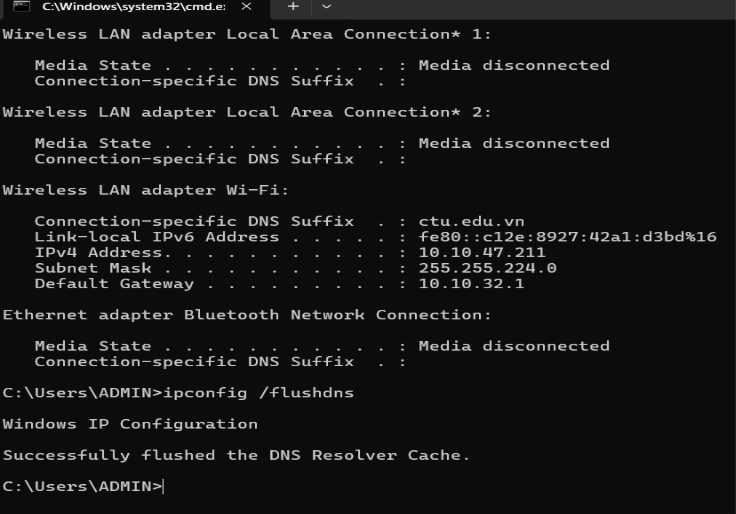 C:\Windows\system32\cmd.e:
Wireless LAN adapter Local Area Connection* 1:
Media State . . . . . . . . . . . : Media disconnected
Connection-specific DNS Suffix . :
Wireless LAN adapter Local Area Connection* 2:
Media State . . . . . . . . . . . : Media disconnected
Connection-specific DNS Suffix . :
Wireless LAN adapter Wi-Fi:
Connection-specific DNS Suffix . : ctu.edu.vn
Link-local IPv6 Address . . . . . : fe80::c12e:8927:42a1:d3bd%16
IPv4 Address. . . . . . . . . . . : 10.10.47.211
Subnet Mask . . . . . . . . . . . : 255.255.224.0
Default Gateway . . . . . . . . . : 10.10.32.1
Ethernet adapter Bluetooth Network Connection:
Media State . . . . . . . . . . . : Media disconnected
Connection-specific DNS Suffix . :
C:\Users\ADMIN>ipconfig /flushdns
Windows IP Configuration
Successfully flushed the DNS Resolver Cache.
C:\Users\ADMIN>